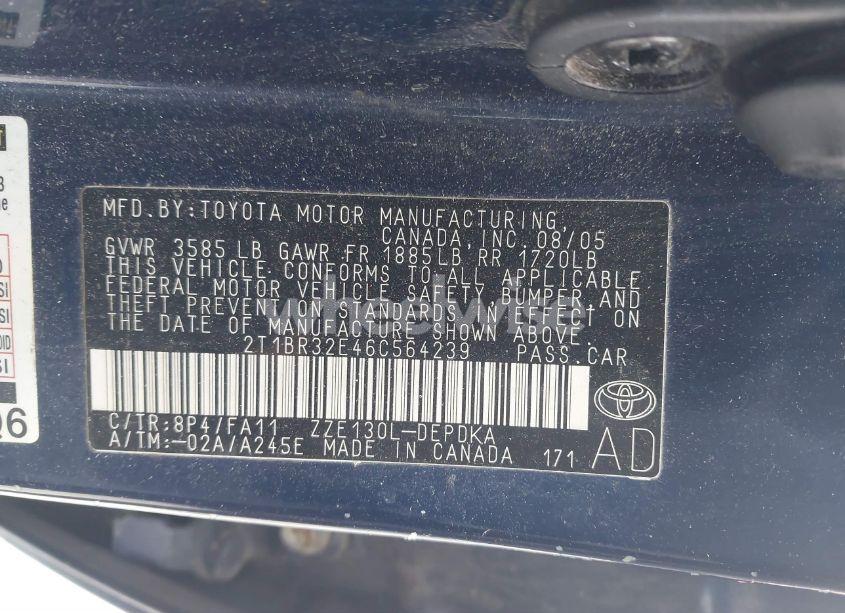 MFD.BY:TOYOTA MOTOR MANUFACTURING,
CANADA, INC. 08/05
GVWR 3585 LB GAWR FR 1885LB RR 1720LB
THIS VEHICLE CONFORMS TO ALL APPLICABLE
FEDERAL MOTOR VEHICLE SAFETY BUMPER, AND
THEFT PREVENTION STANDARDS IN EFFECT ON
THE DATE OF MANUFACTURE SHOWN ABOVE.
wheelwise
2T1BR32E46C564239 PASS.CAR
C/TR:8P4/FA11 ZZE130L-DEPDKA
A/TM:-02A/A245E MADE IN CANADA 171
AD